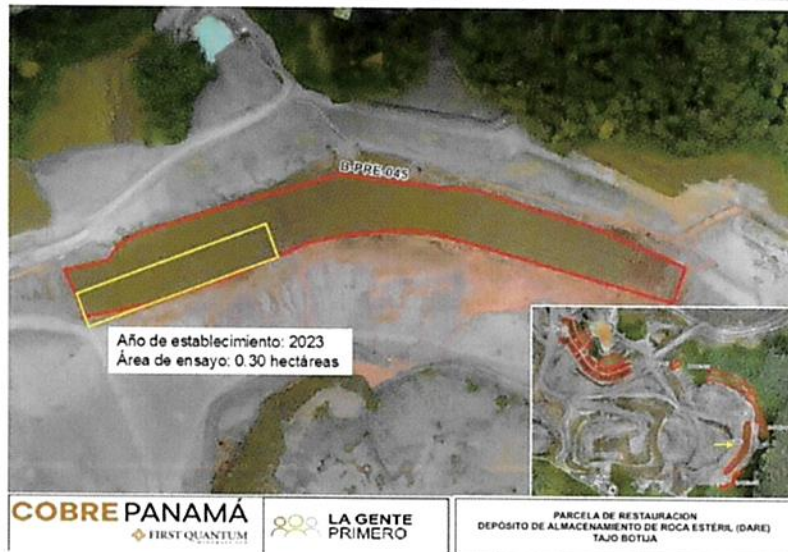 B-PRE-045
Año de establecimiento: 2023
Área de ensayo: 0.30 hectáreas
COBRE PANAMÁ
FIRST QUANTUM
LA GENTE
PRIMERO
PARCELA DE RESTAURACION
DEPÓSITO DE ALMACENAMIENTO DE ROCA ESTÉRIL (DARE)
TAJO BOTIJA